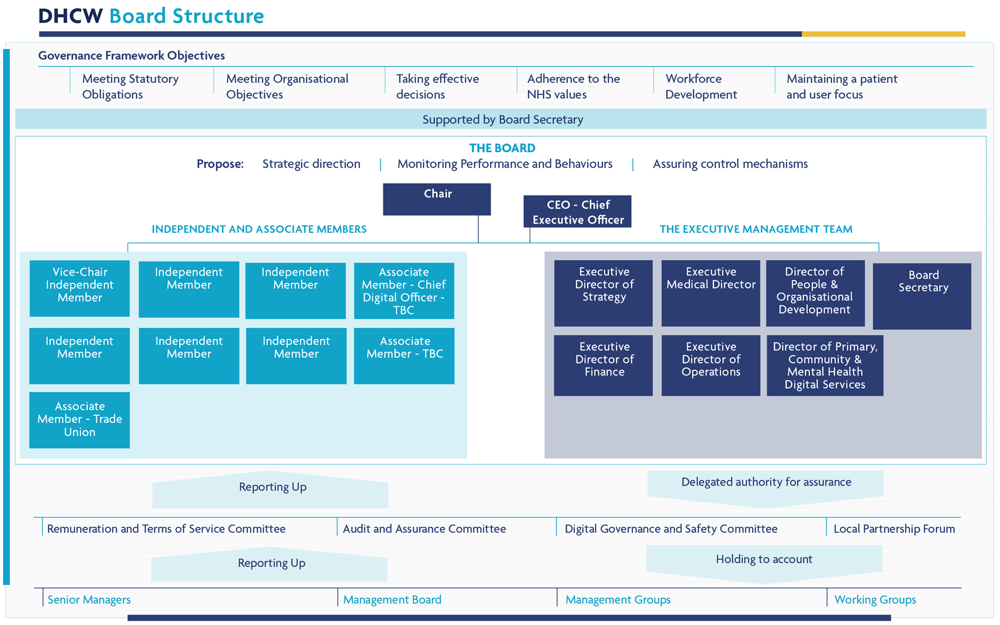 DHCW Board Structure
Governance Framework Objectives
Meeting Statutory
Obligations
Meeting Organisational
Objectives
Taking effective
decisions
Adherence to the
NHS values
Workforce
Development
Maintaining a patient
and user focus
Supported by Board Secretary
THE BOARD
Propose: Strategic direction | Monitoring Performance and Behaviours | Assuring control mechanisms
Chair
CEO - Chief
Executive Officer
INDEPENDENT AND ASSOCIATE MEMBERS
Vice-Chair
Independent
Member
Independent
Member
Independent
Member
Associate
Member - Chief
Digital Officer -
TBC
Independent
Member
Independent
Member
Independent
Member
Associate
Member - TBC
Associate
Member - Trade
Union
THE EXECUTIVE MANAGEMENT TEAM
Executive
Director of
Strategy
Executive
Medical Director
Director of
People &
Organisational
Development
Board
Secretary
Executive
Director of
Finance
Executive
Director of
Operations
Director of Primary,
Community &
Mental Health
Digital Services
Reporting Up
Delegated authority for assurance
Remuneration and Terms of Service Committee
Audit and Assurance Committee
Digital Governance and Safety Committee
Local Partnership Forum
Reporting Up
Holding to account
Senior Managers
Management Board
Management Groups
Working Groups